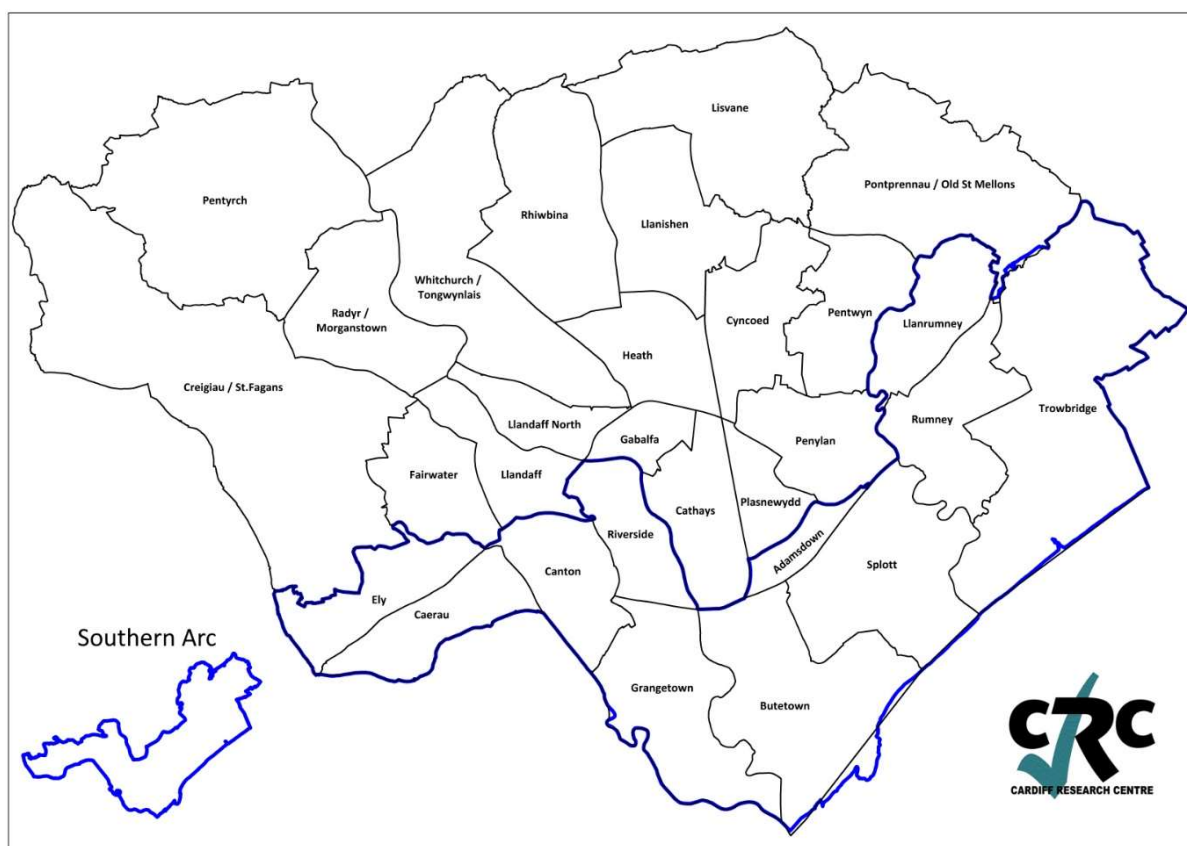 Lisvane
Pontprennau / Old St Mellons
Pentyrch
Rhiwbina
Llanishen
Whitchurch /
Tongwynlais
Radyr /
Morganstown
Cyncoed
Pentwyn
Llanrumney
Heath
Creigiau / St.Fagans
Trowbridge
Llandaff North
Gabalfa
Penylan
Rumney
Fairwater
Llandaff
Cathays
Plasnewydd
Riverside
Adamsdown
Splott
Canton
Ely
Caerau
Southern Arc
Grangetown
Butetown
CRC
CARDIFF RESEARCH CENTRE